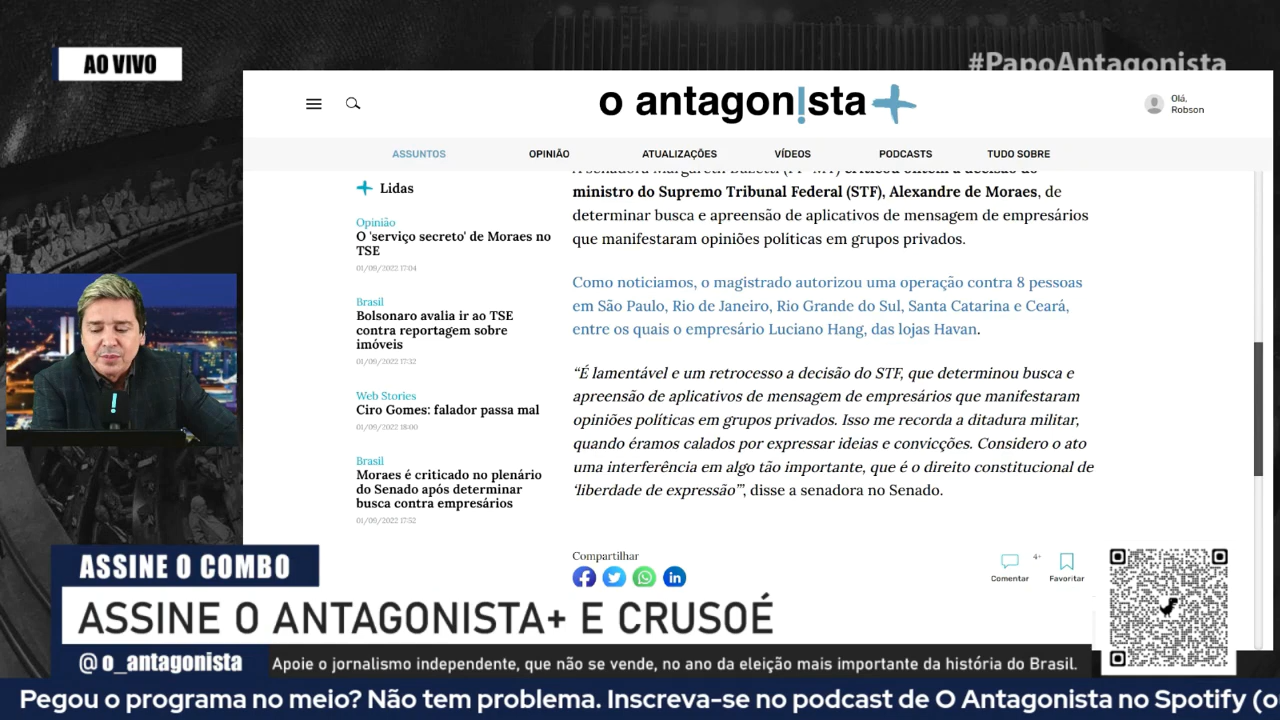 AO VIVO
#PapoAntagonista
o antagon!sta+
Olá,
Robson
ASSUNTOS OPINIÃO ATUALIZAÇÕES VÍDEOS PODCASTS TUDO SOBRE
Lidas
Opinião
O 'serviço secreto' de Moraes no
TSE
01/09/2022 17:04
Brasil
Bolsonaro avalia ir ao TSE
contra reportagem sobre
imóveis
01/09/2022 17:32
Web Stories
Ciro Gomes: falador passa mal
01/09/2022 18:00
Brasil
Moraes é criticado no plenário
do Senado após determinar
busca contra empresários
01/09/2022 17:52
ministro do Supremo Tribunal Federal (STF), Alexandre de Moraes, de
determinar busca e apreensão de aplicativos de mensagem de empresários
que manifestaram opiniões políticas em grupos privados.
Como noticiamos, o magistrado autorizou uma operação contra 8 pessoas
em São Paulo, Rio de Janeiro, Rio Grande do Sul, Santa Catarina e Ceará,
entre os quais o empresário Luciano Hang, das lojas Havan.
“É lamentável e um retrocesso a decisão do STF, que determinou busca e
apreensão de aplicativos de mensagem de empresários que manifestaram
opiniões políticas em grupos privados. Isso me recorda a ditadura militar,
quando éramos calados por expressar ideias e convicções. Considero o ato
uma interferência em algo tão importante, que é o direito constitucional de
‘liberdade de expressão’”, disse a senadora no Senado.
Compartilhar
4+
Comentar Favoritar
ASSINE O COMBO
ASSINE O ANTAGONISTA+ E CRUSOÉ
@o_antagonista
Apoie o jornalismo independente, que não se vende, no ano da eleição mais importante da história do Brasil.
Pegou o programa no meio? Não tem problema. Inscreva-se no podcast de O Antagonista no Spotify (o